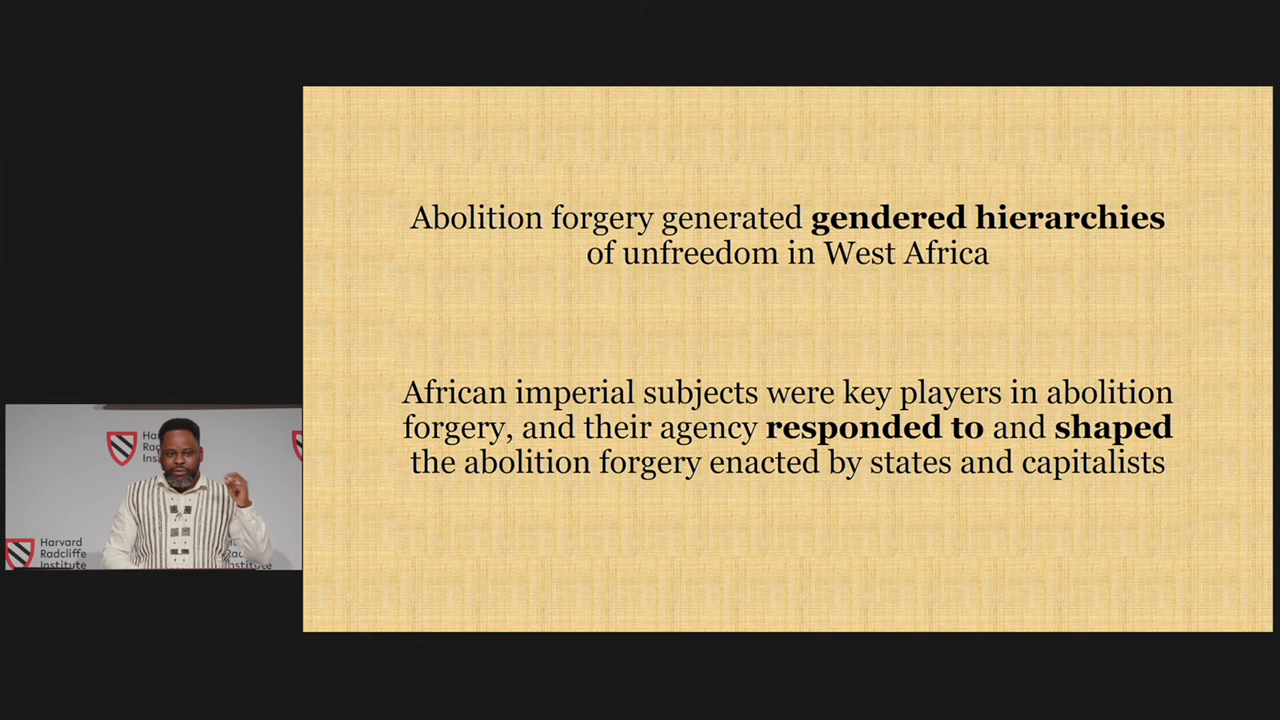 Abolition forgery generated gendered hierarchies
of unfreedom in West Africa
African imperial subjects were key players in abolition
forgery, and their agency responded to and shaped
the abolition forgery enacted by states and capitalists
Harvard
Radcliffe
Institute